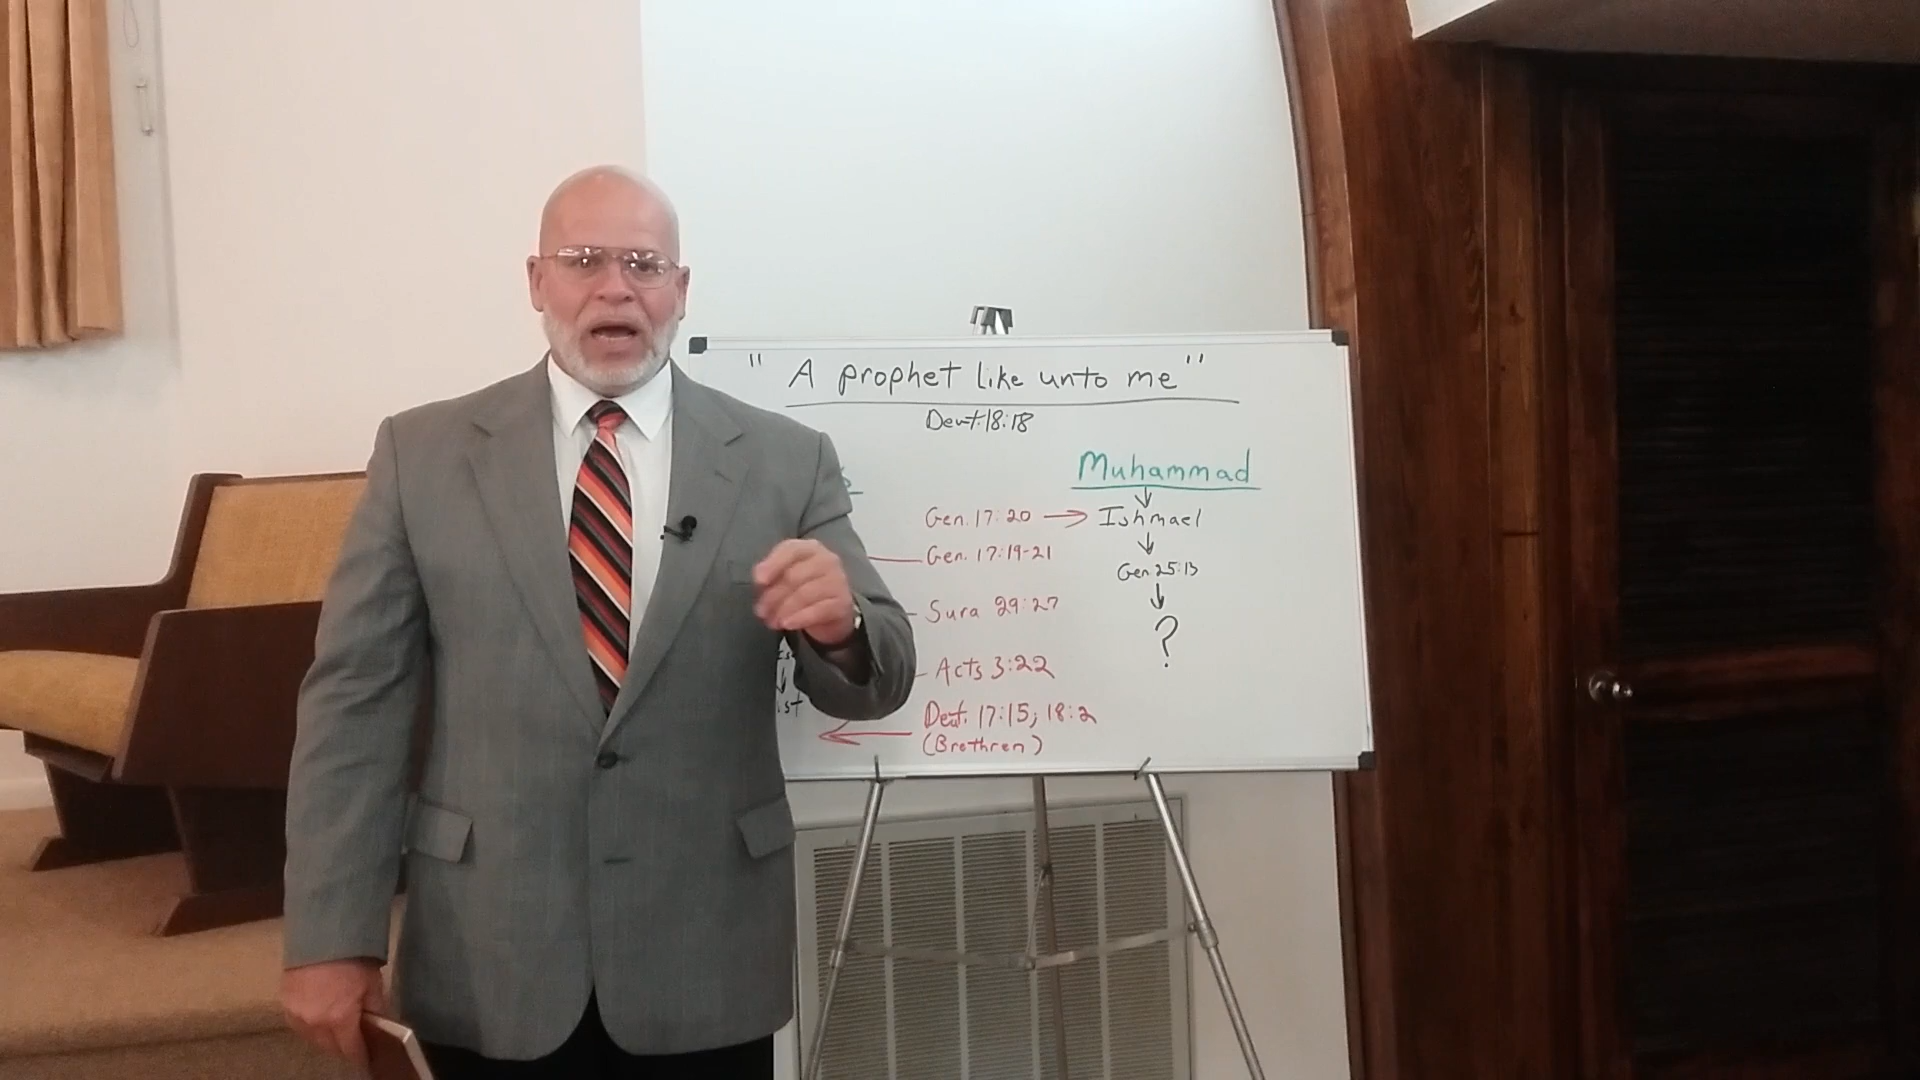 "A prophet like unto me"
Deut. 18:18
Muhammad
Gen. 17:20 → Ishmael
Gen. 17:19-21
Gen 25:13
Sura 29:27
?
Acts 3:22
Deut. 17:15; 18:2
(Brethren)